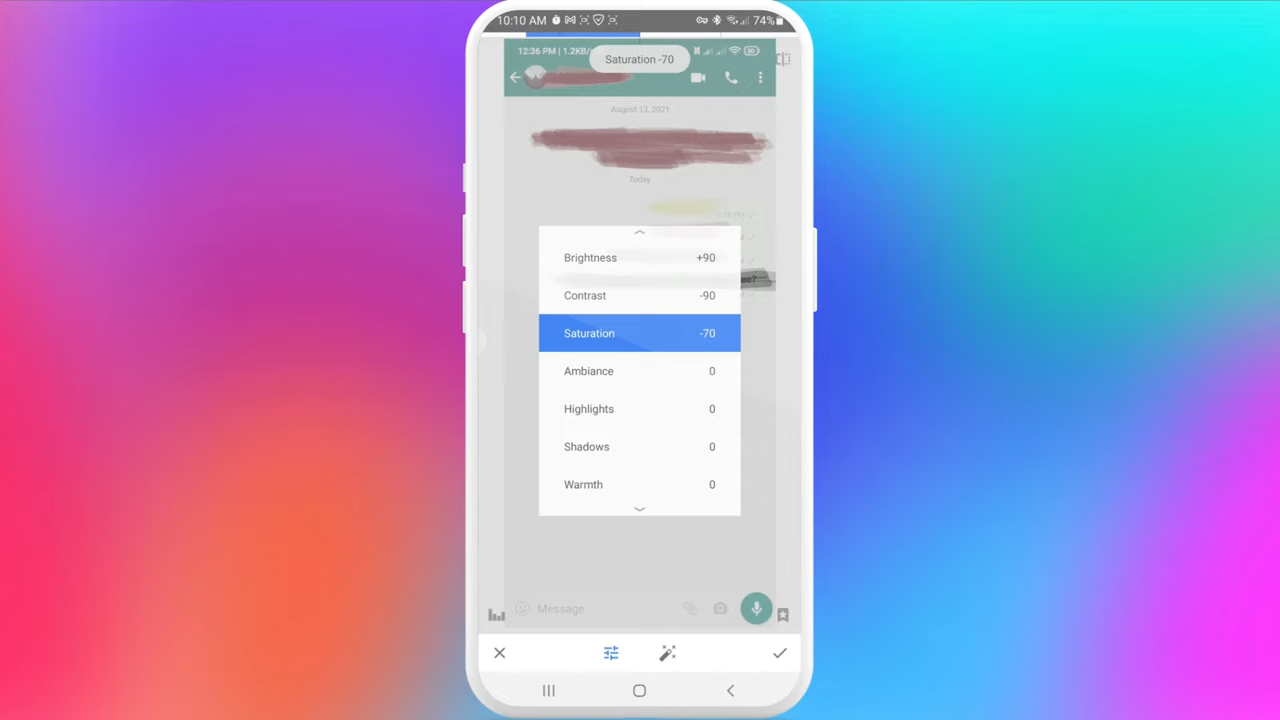 10:10 AM 74%
12:36 PM | 1.2KB/
Saturation -70
August 13, 2021
Today
Brightness +90
Contrast -90
Saturation -70
Ambiance 0
Highlights 0
Shadows 0
Warmth 0
Message